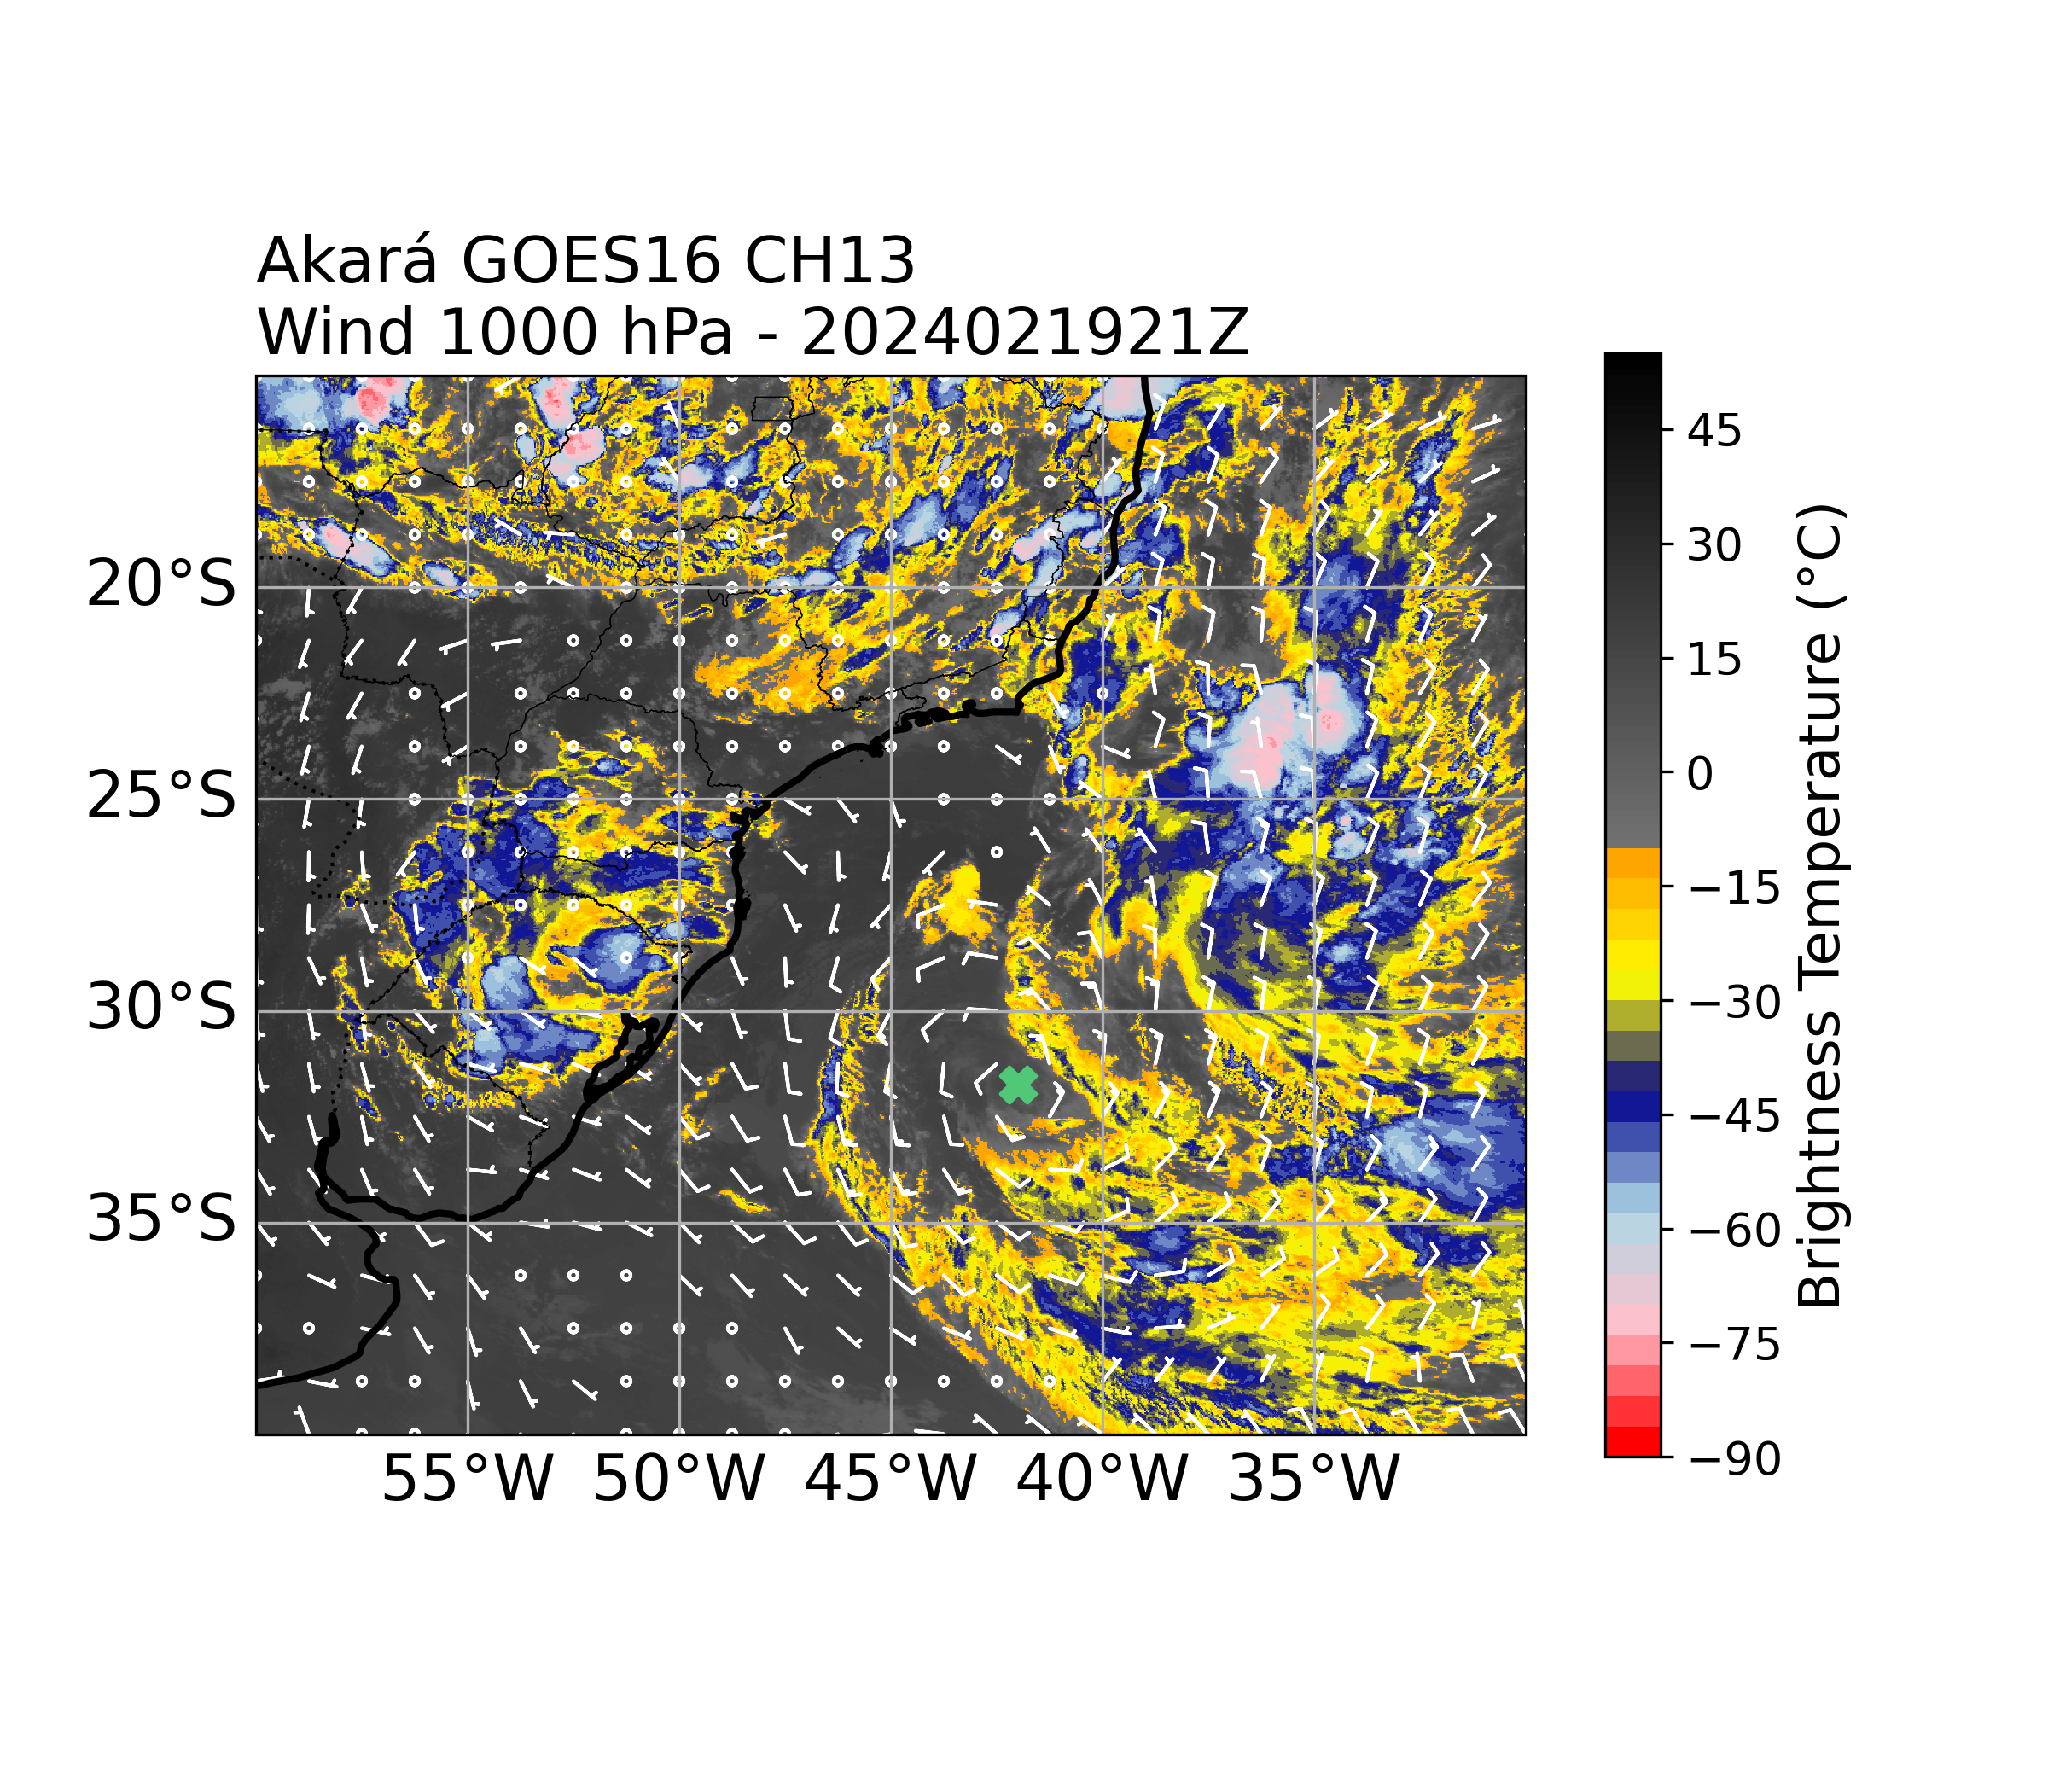 Akará GOES16 CH13
Wind 1000 hPa - 2024021921Z
20°S
25°S
30°S
35°S
55°W 50°W 45°W 40°W 35°W
45
30
15
0
−15
−30
−45
−60
−75
−90
Brightness Temperature (°C)